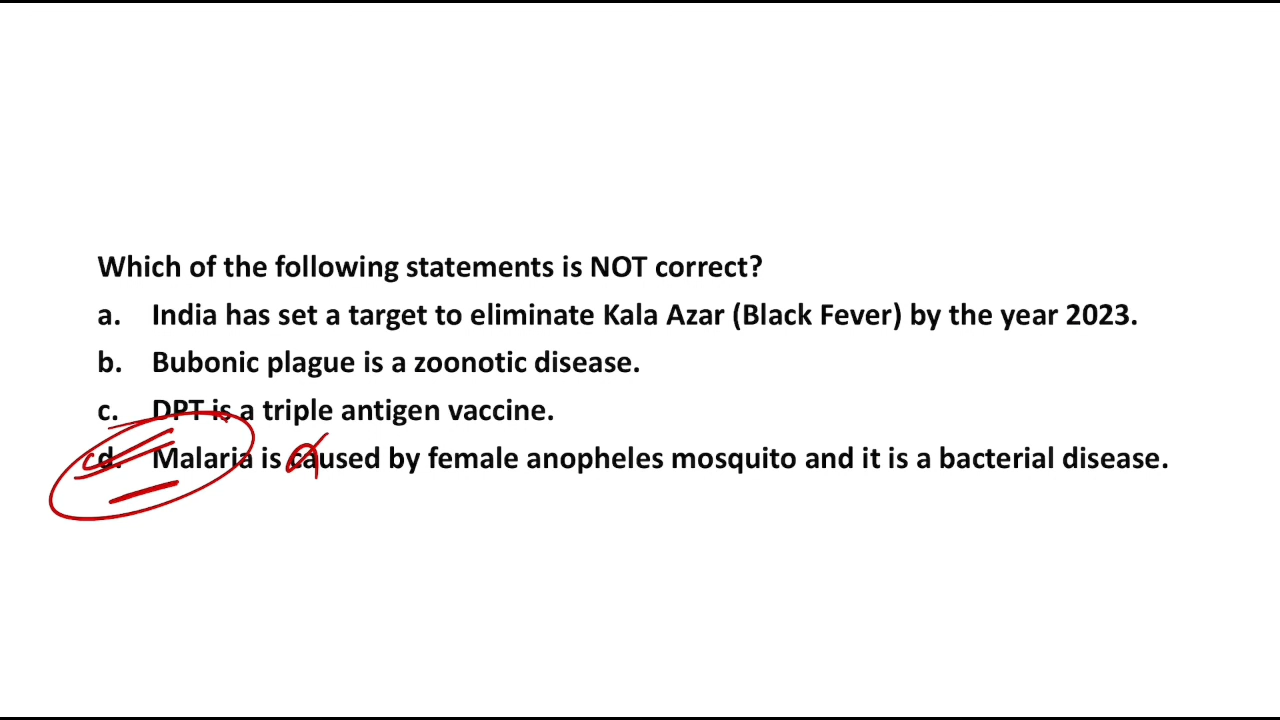 Which of the following statements is NOT correct?
a. India has set a target to eliminate Kala Azar (Black Fever) by the year 2023.
b. Bubonic plague is a zoonotic disease.
c. DPT is a triple antigen vaccine.
d. Malaria is caused by female anopheles mosquito and it is a bacterial disease.